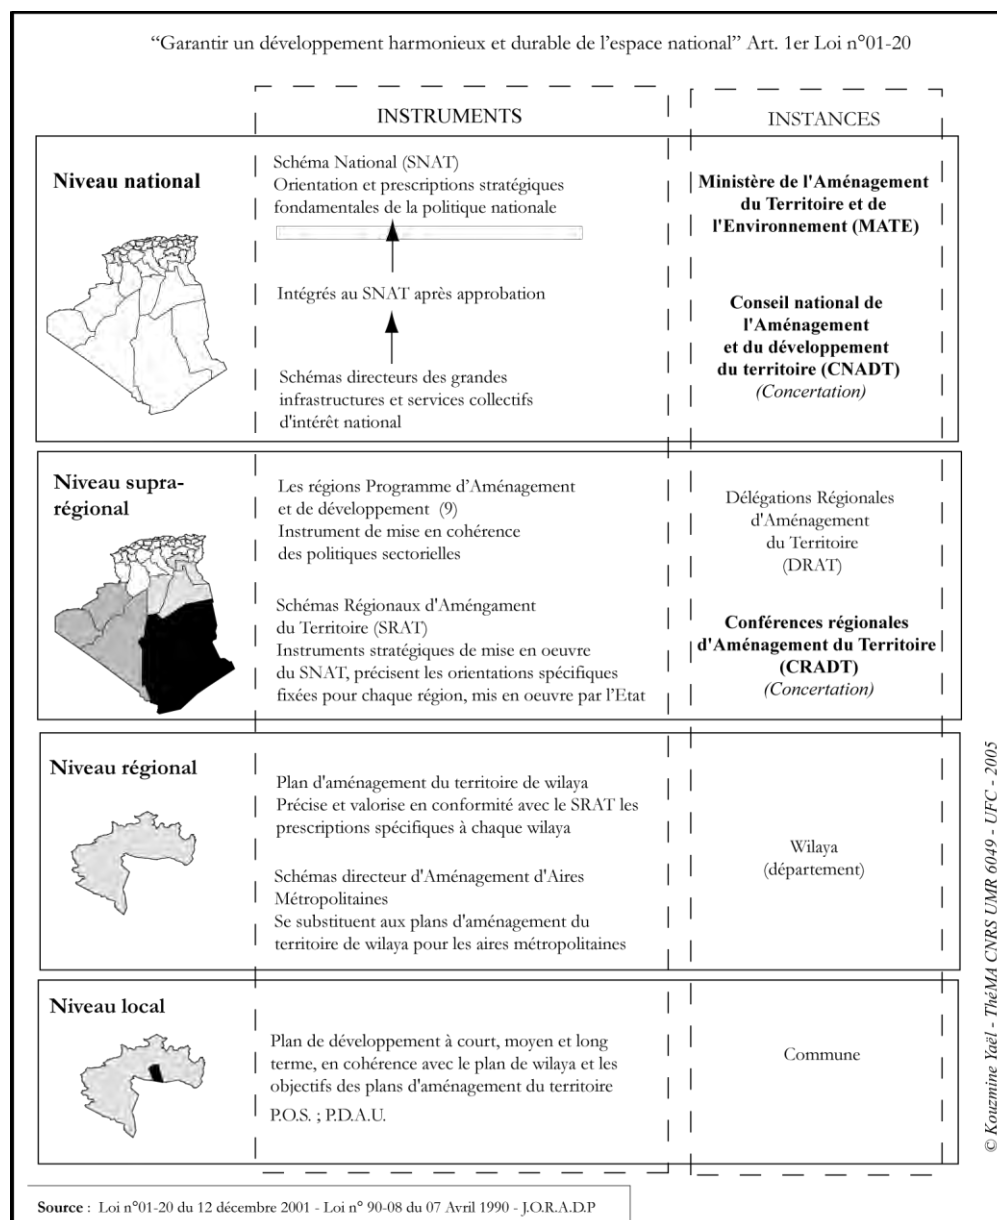 “Garantir un développement harmonieux et durable de l’espace national” Art. 1er Loi n°01-20
INSTRUMENTS
INSTANCES
Niveau national
Schéma National (SNAT)
Orientation et prescriptions stratégiques
fondamentales de la politique nationale
Intégrés au SNAT après approbation
Schémas directeurs des grandes
infrastructures et services collectifs
d'intérêt national
Ministère de l'Aménagement
du Territoire et de
l'Environnement (MATE)
Conseil national de
l'Aménagement
et du développement
du territoire (CNADT)
(Concertation)
Niveau supra-
régional
Les régions Programme d’Aménagement
et de développement (9)
Instrument de mise en cohérence
des politiques sectorielles
Schémas Régionaux d'Améngament
du Territoire (SRAT)
Instruments stratégiques de mise en oeuvre
du SNAT, précisent les orientations spécifiques
fixées pour chaque région, mis en oeuvre par l’Etat
Délégations Régionales
d'Aménagement
du Territoire
(DRAT)
Conférences régionales
d'Aménagement du Territoire
(CRADT)
(Concertation)
Niveau régional
Plan d'aménagement du territoire de wilaya
Précise et valorise en conformité avec le SRAT les
prescriptions spécifiques à chaque wilaya
Schémas directeur d'Aménagement d'Aires
Métropolitaines
Se substituent aux plans d'aménagement du
territoire de wilaya pour les aires métropolitaines
Wilaya
(département)
Niveau local
Plan de développement à court, moyen et long
terme, en cohérence avec le plan de wilaya et les
objectifs des plans d'aménagement du territoire
P.O.S. ; P.D.A.U.
Commune
© Kouzmine Yaël - ThéMA CNRS UMR 6049 - UFC - 2005
Source : Loi n°01-20 du 12 décembre 2001 - Loi n° 90-08 du 07 Avril 1990 - J.O.R.A.D.P